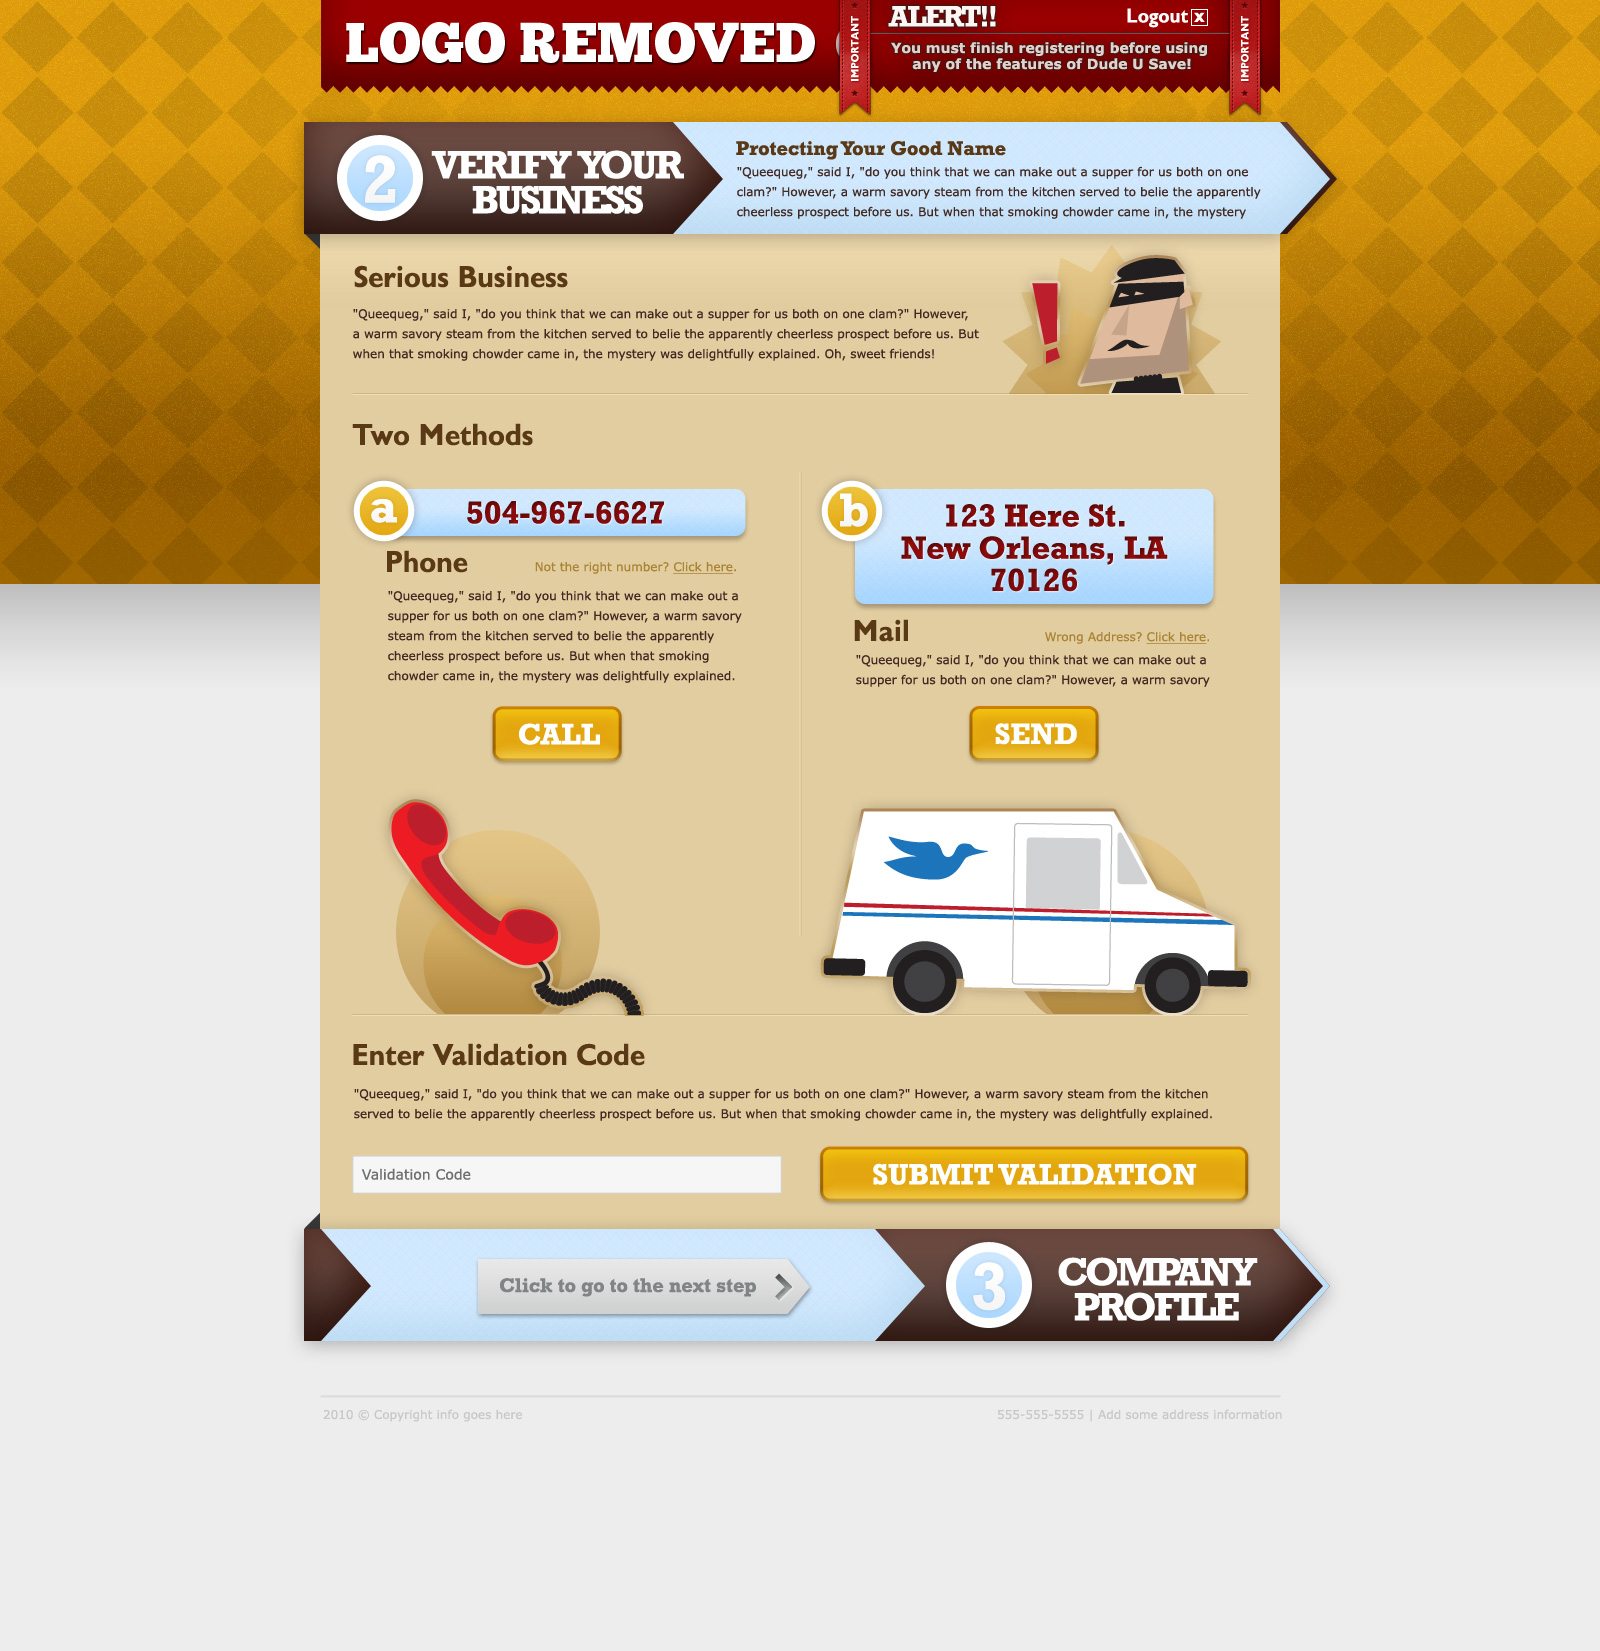 LOGO REMOVED
IMPORTANT
ALERT!!
Logout x
You must finish registering before using
any of the features of Dude U Save!
IMPORTANT
2
VERIFY YOUR
BUSINESS
Protecting Your Good Name
"Queequeg," said I, "do you think that we can make out a supper for us both on one
clam?" However, a warm savory steam from the kitchen served to belie the apparently
cheerless prospect before us. But when that smoking chowder came in, the mystery
Serious Business
"Queequeg," said I, "do you think that we can make out a supper for us both on one clam?" However,
a warm savory steam from the kitchen served to belie the apparently cheerless prospect before us. But
when that smoking chowder came in, the mystery was delightfully explained. Oh, sweet friends!
!
Two Methods
a
504-967-6627
Phone
Not the right number? Click here.
"Queequeg," said I, "do you think that we can make out a
supper for us both on one clam?" However, a warm savory
steam from the kitchen served to belie the apparently
cheerless prospect before us. But when that smoking
chowder came in, the mystery was delightfully explained.
CALL
b
123 Here St.
New Orleans, LA
70126
Mail
Wrong Address? Click here.
"Queequeg," said I, "do you think that we can make out a
supper for us both on one clam?" However, a warm savory
SEND
Enter Validation Code
"Queequeg," said I, "do you think that we can make out a supper for us both on one clam?" However, a warm savory steam from the kitchen
served to belie the apparently cheerless prospect before us. But when that smoking chowder came in, the mystery was delightfully explained.
Validation Code
SUBMIT VALIDATION
Click to go to the next step
3
COMPANY
PROFILE
2010 © Copyright info goes here
555-555-5555 | Add some address information